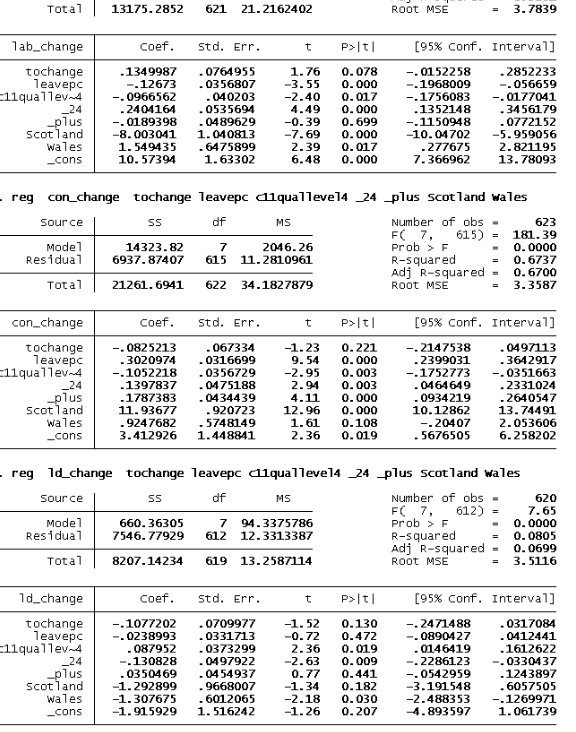 Total 13175.2852 621 21.2162402 Root MSE = 3.7839
lab_change Coef. Std. Err. t P>|t| [95% Conf. Interval]
tochange .1349987 .0764955 1.76 0.078 -.0152258 .2852233
leavepc -.12673 .0356807 -3.55 0.000 -.1968009 -.056659
c11quallev~4 -.0966562 .040203 -2.40 0.017 -.1756083 -.0177041
_24 .2404164 .0535694 4.49 0.000 .1352148 .3456179
_plus -.0189398 .0489629 -0.39 0.699 -.1150948 .0772152
Scotland -8.003041 1.040813 -7.69 0.000 -10.04702 -5.959056
Wales 1.549435 .6475899 2.39 0.017 .277675 2.821195
_cons 10.57394 1.63302 6.48 0.000 7.366962 13.78093
. reg con_change tochange leavepc c11quallevel4 _24 _plus Scotland Wales
Source SS df MS Number of obs = 623
F( 7, 615) = 181.39
Model 14323.82 7 2046.26 Prob > F = 0.0000
Residual 6937.87407 615 11.2810961 R-squared = 0.6737
Adj R-squared = 0.6700
Total 21261.6941 622 34.1827879 Root MSE = 3.3587
con_change Coef. Std. Err. t P>|t| [95% Conf. Interval]
tochange -.0825213 .067334 -1.23 0.221 -.2147538 .0497113
leavepc .3020974 .0316699 9.54 0.000 .2399031 .3642917
c11quallev~4 -.1052218 .0356729 -2.95 0.003 -.1752773 -.0351663
_24 .1397837 .0475188 2.94 0.003 .0464649 .2331024
_plus .1787383 .0434439 4.11 0.000 .0934219 .2640547
Scotland 11.93677 .920723 12.96 0.000 10.12862 13.74491
Wales .9247682 .5748149 1.61 0.108 -.20407 2.053606
_cons 3.412926 1.448841 2.36 0.019 .5676505 6.258202
. reg ld_change tochange leavepc c11quallevel4 _24 _plus Scotland Wales
Source SS df MS Number of obs = 620
F( 7, 612) = 7.65
Model 660.36305 7 94.3375786 Prob > F = 0.0000
Residual 7546.77929 612 12.3313387 R-squared = 0.0805
Adj R-squared = 0.0699
Total 8207.14234 619 13.2587114 Root MSE = 3.5116
ld_change Coef. Std. Err. t P>|t| [95% Conf. Interval]
tochange -.1077202 .0709977 -1.52 0.130 -.2471488 .0317084
leavepc -.0238993 .0331713 -0.72 0.472 -.0890427 .0412441
c11quallev~4 .087952 .0373299 2.36 0.019 .0146419 .1612622
_24 -.130828 .0497922 -2.63 0.009 -.2286123 -.0330437
_plus .0350469 .0454937 0.77 0.441 -.0542959 .1243897
Scotland -1.292899 .9668007 -1.34 0.182 -3.191548 .6057505
Wales -1.307675 .6012065 -2.18 0.030 -2.488353 -.1269971
_cons -1.915929 1.516242 -1.26 0.207 -4.893597 1.061739